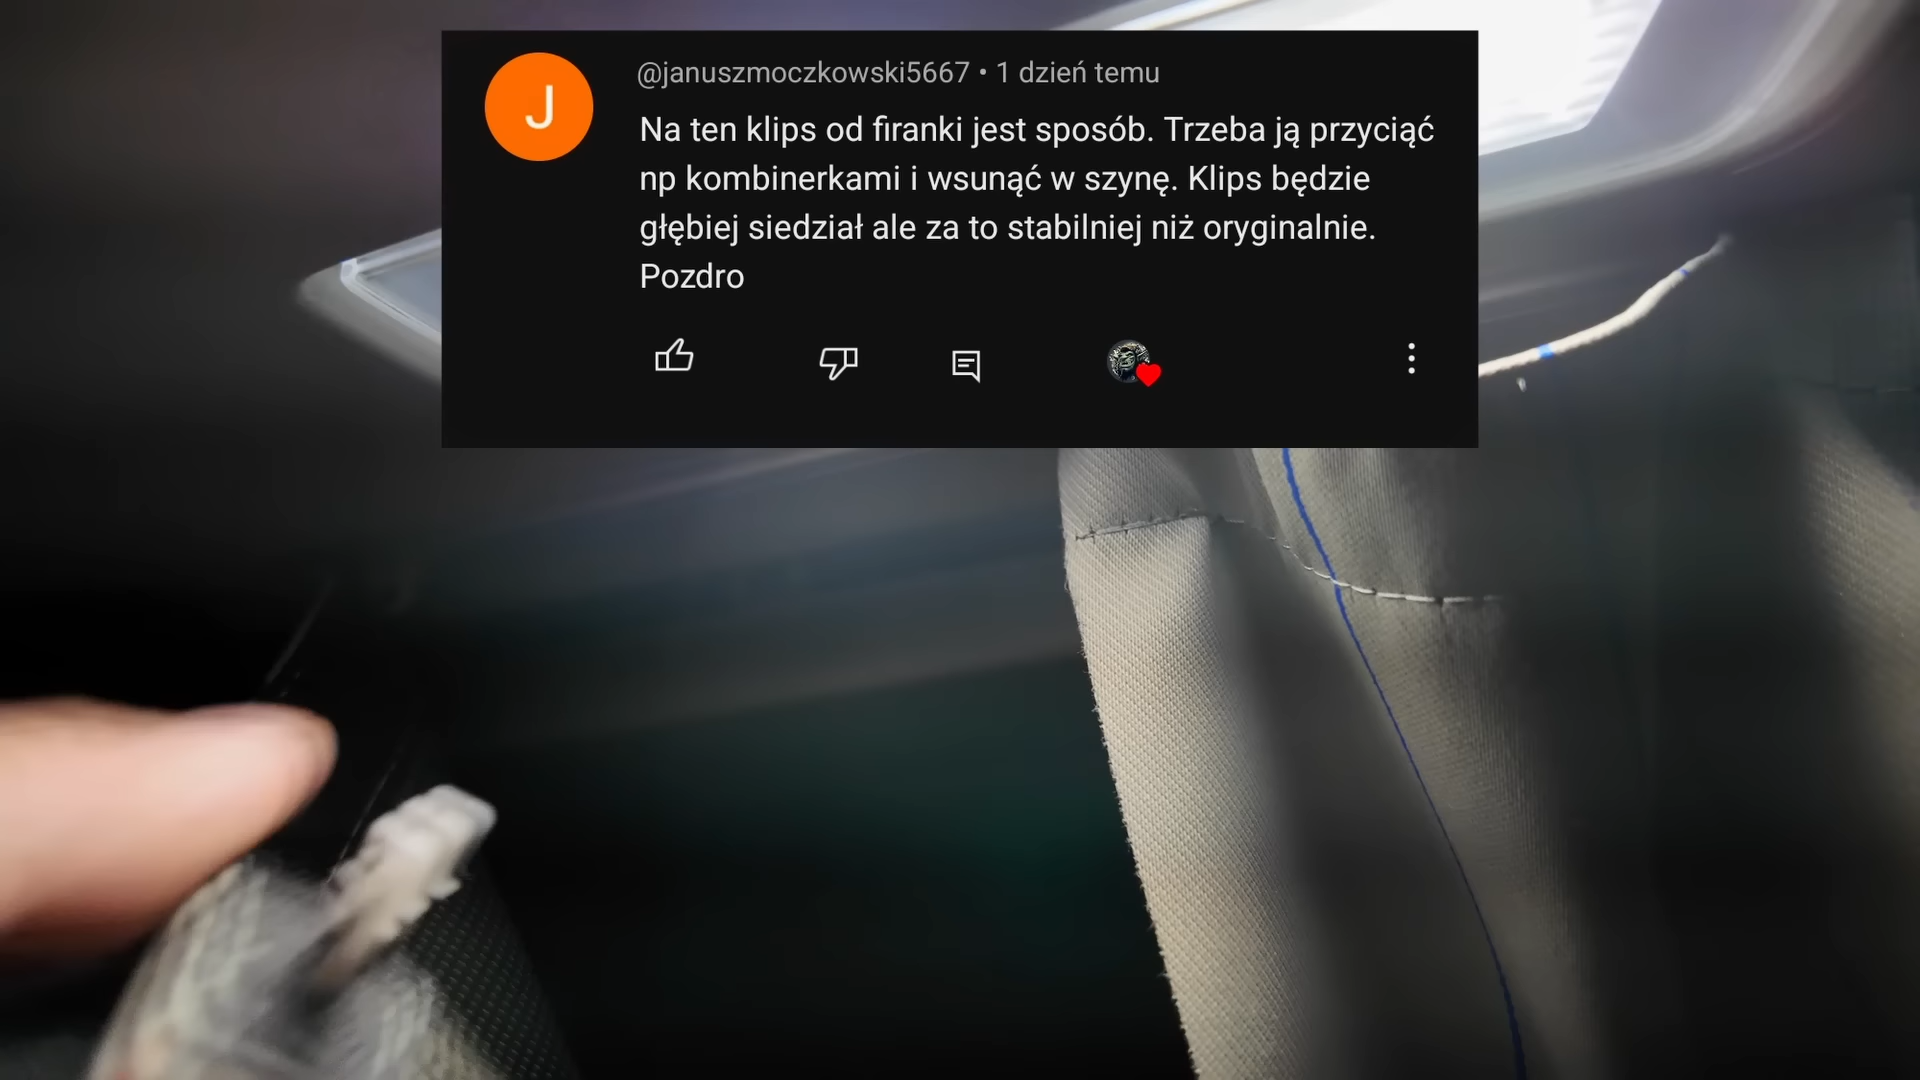 J
@januszmoczkowski5667 • 1 dzień temu
Na ten klips od firanki jest sposób. Trzeba ją przyciąć
np kombinerkami i wsunąć w szynę. Klips będzie
głębiej siedział ale za to stabilniej niż oryginalnie.
Pozdro